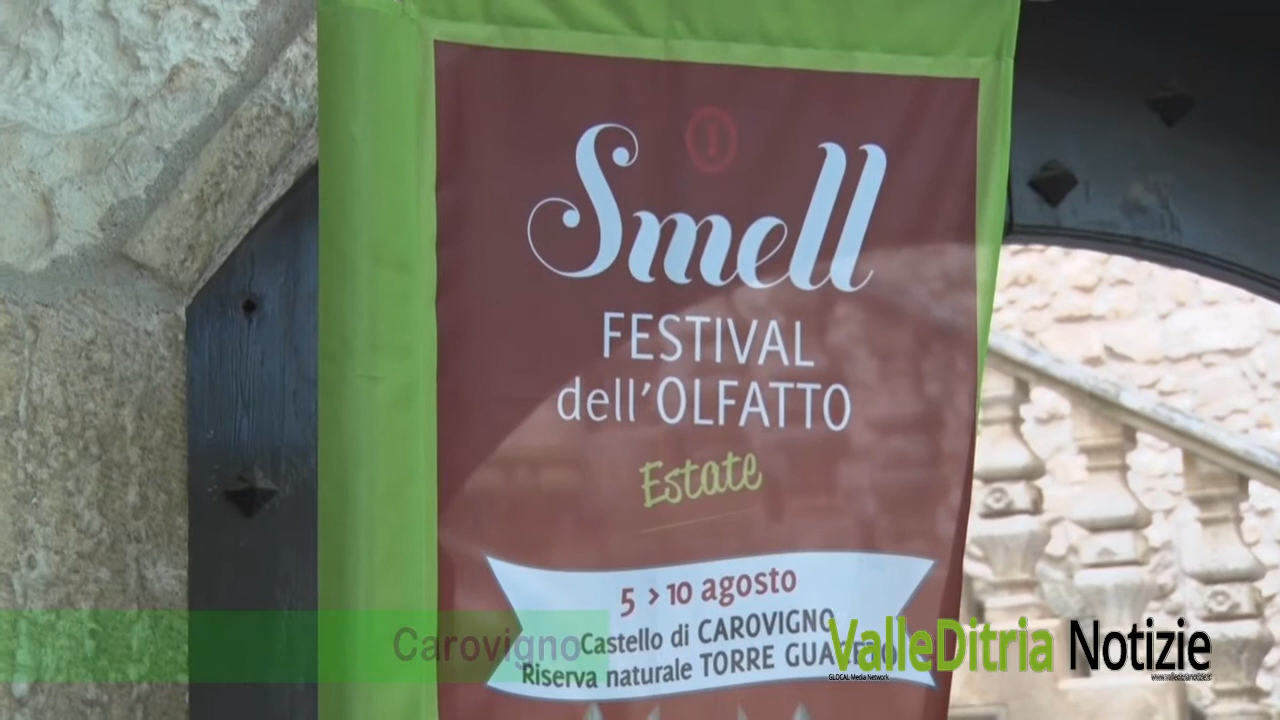 Smell
FESTIVAL
dell'OLFATTO
Estate
5 > 10 agosto
Castello di CAROVIGNO
Riserva naturale TORRE GUACETO
Carovigno
ValleDitria Notizie
GLOCAL Media Network